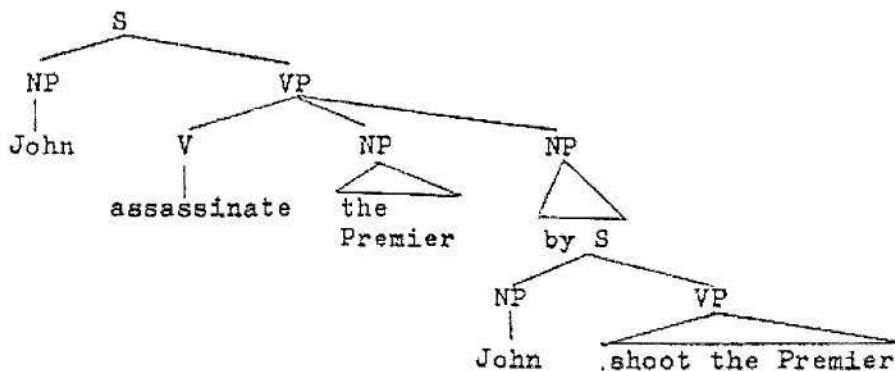 S
NP VP
John V NP NP
assassinate the
Premier by S
NP VP
John shoot the Premier